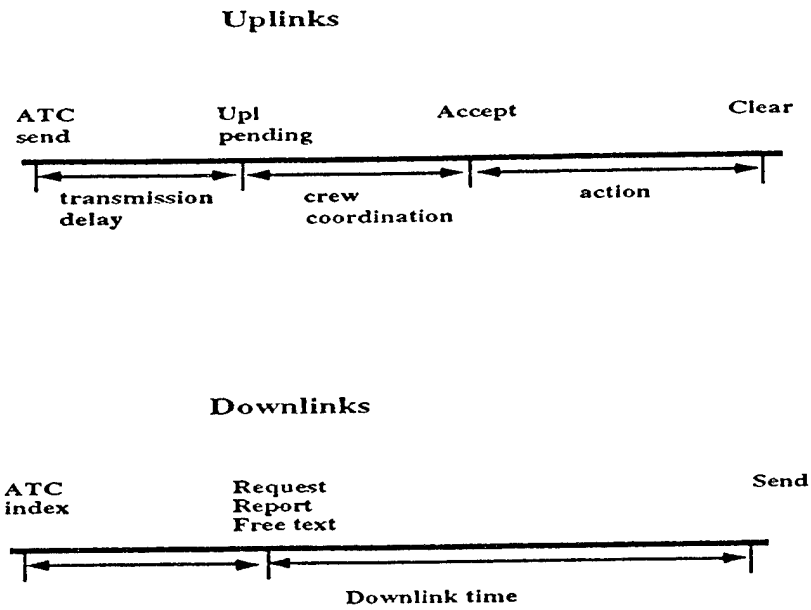 Uplinks
ATC
send
Upl
pending
Accept
Clear
transmission
delay
crew
coordination
action
Downlinks
ATC
index
Request
Report
Free text
Send
Downlink time